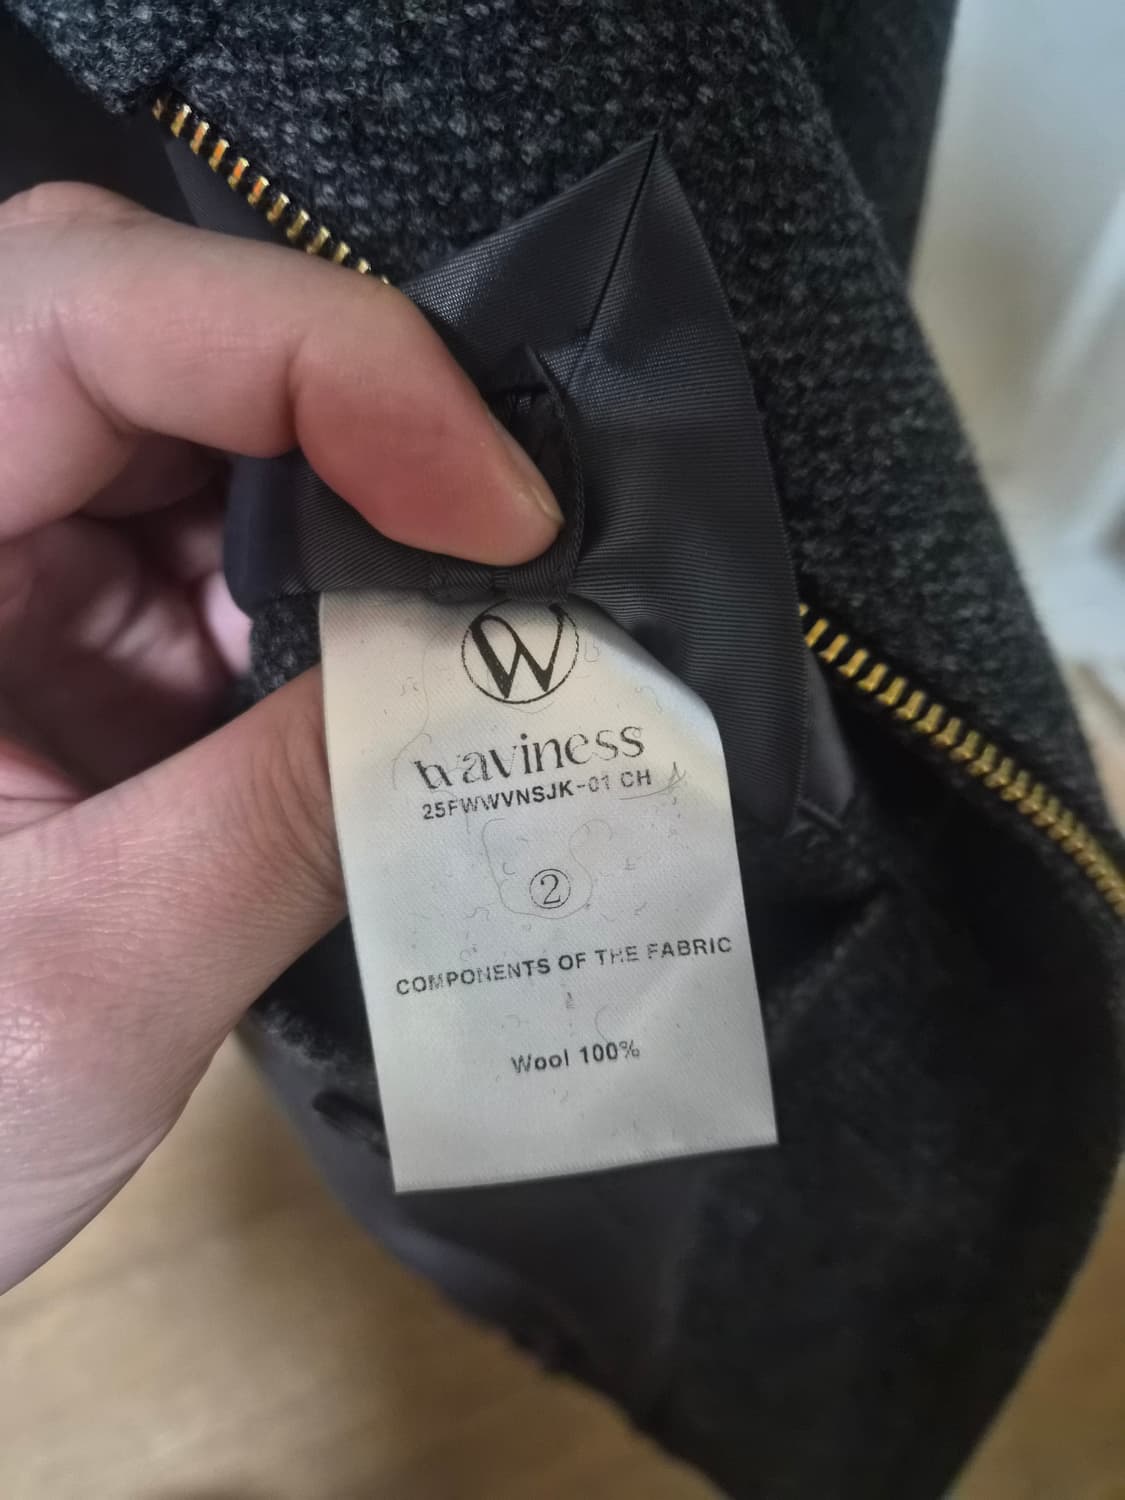 W
waviness
25FWWVNSJK-01 CH
2
COMPONENTS OF THE FABRIC
Wool 100%